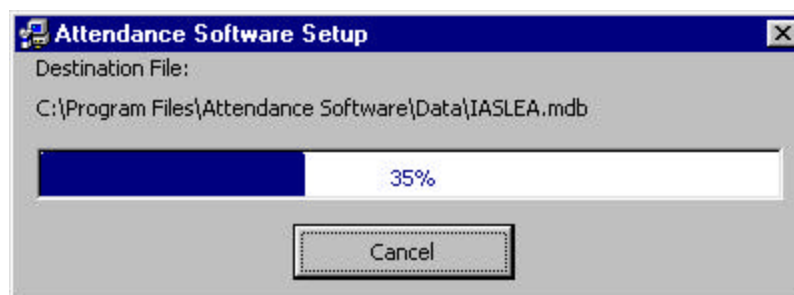 Attendance Software Setup
Destination File:
C:\Program Files\Attendance Software\Data\IASLEA.mdb
35%
Cancel